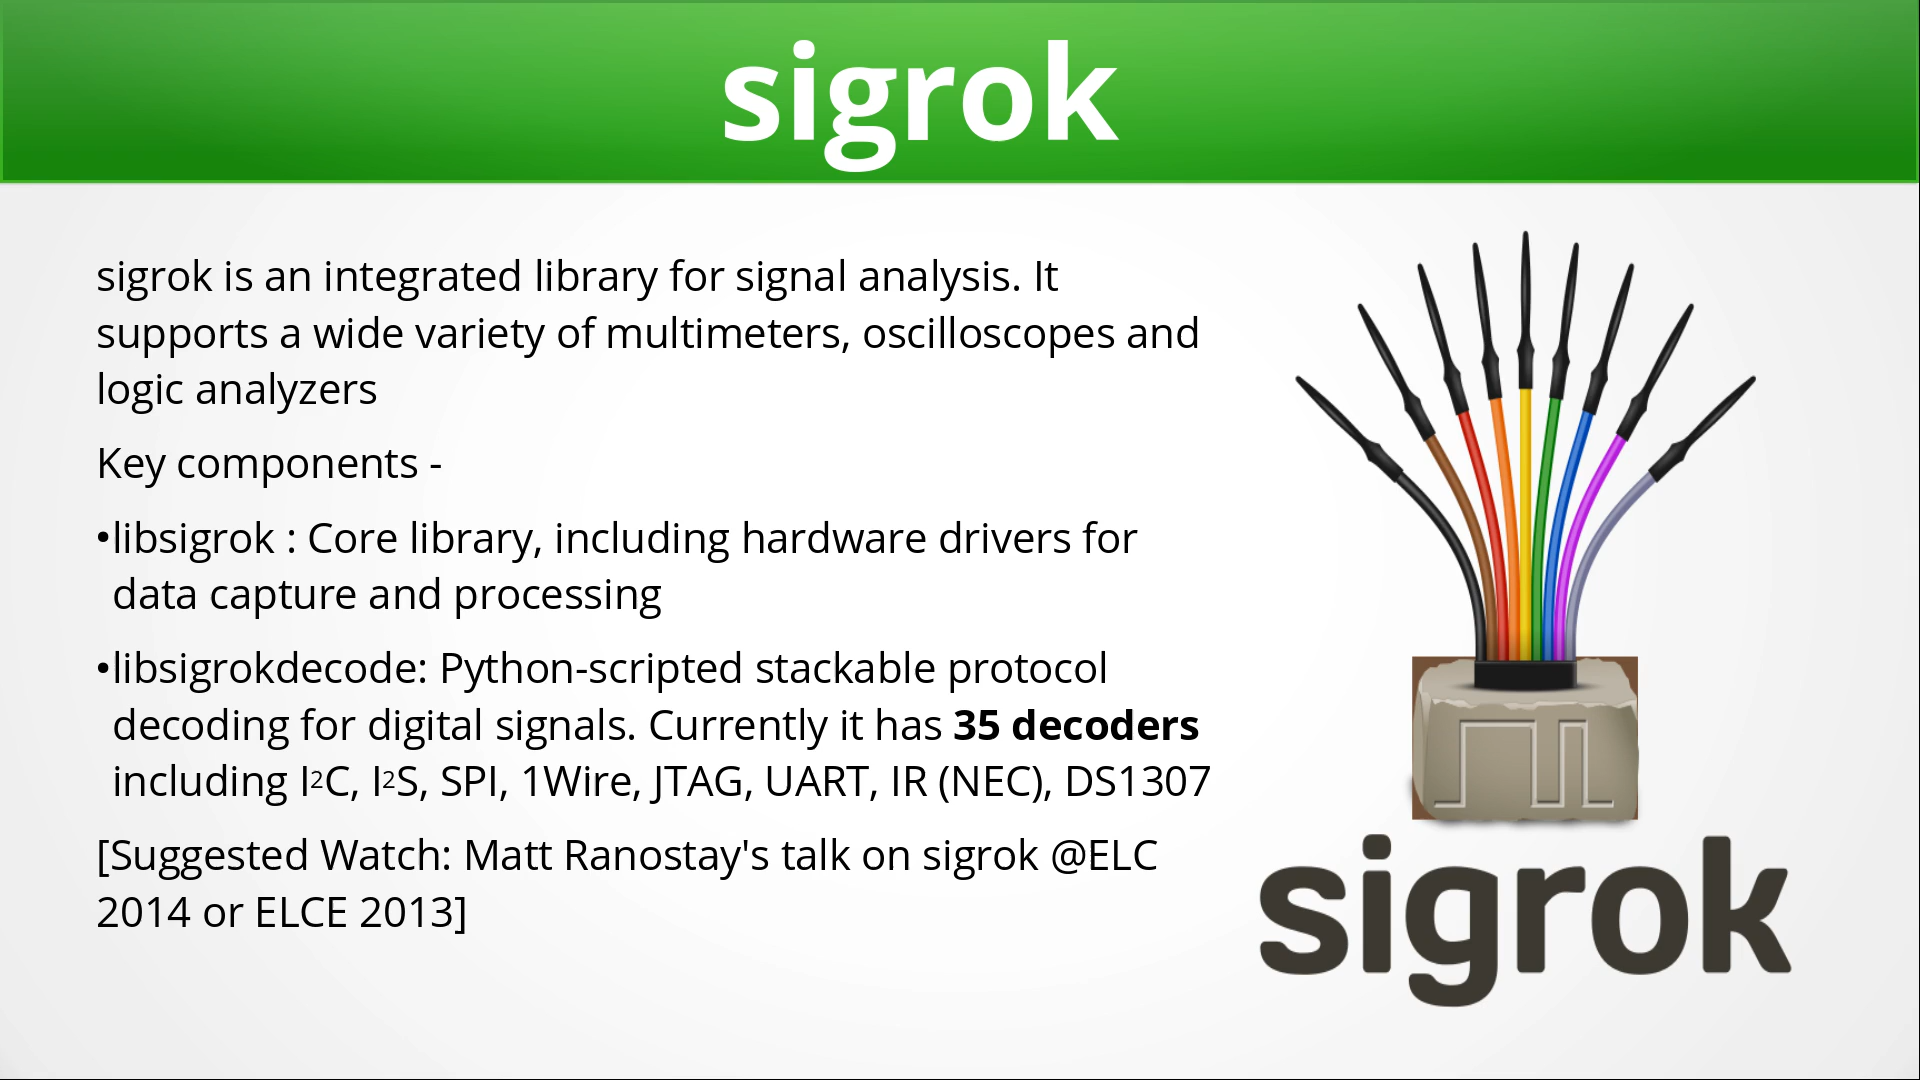 sigrok
sigrok is an integrated library for signal analysis. It
supports a wide variety of multimeters, oscilloscopes and
logic analyzers
Key components -
•libsigrok : Core library, including hardware drivers for
data capture and processing
•libsigrokdecode: Python-scripted stackable protocol
decoding for digital signals. Currently it has 35 decoders
including I²C, I²S, SPI, 1Wire, JTAG, UART, IR (NEC), DS1307
[Suggested Watch: Matt Ranostay's talk on sigrok @ELC
2014 or ELCE 2013]
sigrok